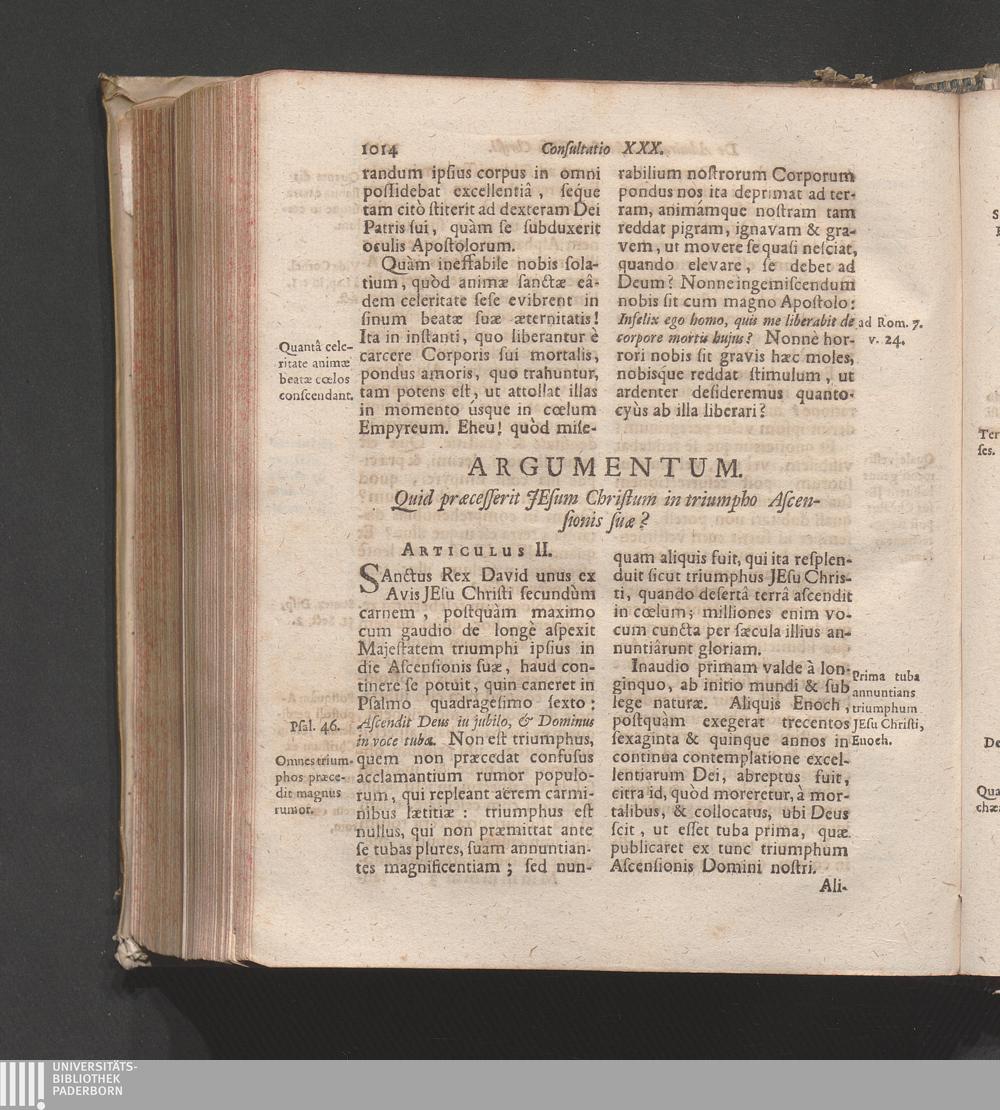 1014 Consultatio XXX.
randum ipsius corpus in omni
possidebat excellentiâ, seque
tam citò stiterit ad dexteram Dei
Patris sui, quàm se subduxerit
oculis Apostolorum.
Quàm ineffabile nobis sola-
tium, quòd animæ sanctæ eâ-
dem celeritate sese evibrent in
sinum beatæ suæ æternitatis!
Ita in instanti, quo liberantur è
carcere Corporis sui mortalis,
pondus amoris, quo trahuntur,
tam potens est, ut attollat illas
in momento úsque in cœlum
Empyreum. Eheu! quòd mise-
Quantâ cele-
ritate animæ
beatæ cœlos
conscendant.
rabilium nostrorum Corporum
pondus nos ita deprimat ad ter-
ram, animámque nostram tam
reddat pigram, ignavam & gra-
vem, ut movere se quasi nesciat,
quando elevare, se debet ad
Deum? Nonne ingemiscendum
nobis sit cum magno Apostolo:
Infelix ego homo, quis me liberabit de
corpore mortis hujus? Nonnè hor-
rori nobis sit gravis hæc moles,
nobisque reddat stimulum, ut
ardenter desideremus quanto-
cyùs ab illa liberari?
ad Rom. 7.
v. 24.
ARGUMENTUM.
Quid præcesserit JEsum Christum in triumpho Ascen-
sionis suæ?
ARTICULUS II.
SAnctus Rex David unus ex
Avis JEsu Christi secundùm
carnem, postquàm maximo
cum gaudio de longè aspexit
Majestatem triumphi ipsius in
die Ascensionis suæ, haud con-
tinere se potuit, quin caneret in
Psalmo quadragesimo sexto:
Ascendit Deus in jubilo, & Dominus
in voce tubæ. Non est triumphus,
quem non præcedat confusus
acclamantium rumor populo-
rum, qui repleant aërem carmi-
nibus lætitiæ: triumphus est
nullus, qui non præmittat ante
se tubas plures, suam annuntian-
tes magnificentiam; sed nun-
Psal. 46.
Omnes trium-
phos præce-
dit magnus
rumor.
quam aliquis fuit, qui ita resplen-
duit sicut triumphus JEsu Chris-
ti, quando desertâ terrâ ascendit
in cœlum; milliones enim vo-
cum cuncta per sæcula illius an-
nuntiârunt gloriam.
Inaudio primam valde à lon-
ginquo, ab initio mundi & sub
lege naturæ. Aliquis Enoch,
postquàm exegerat trecentos
sexaginta & quinque annos in
continua contemplatione excel-
lentiarum Dei, abreptus fuit,
citra id, quòd moreretur, à mor-
talibus, & collocatus, ubi Deus
scit, ut esset tuba prima, quæ
publicaret ex tunc triumphum
Ascensionis Domini nostri.
Ali-
Prima tuba
annuntians
triumphum
JEsu Christi,
Enoch.
UNIVERSITÄTS-
BIBLIOTHEK
PADERBORN